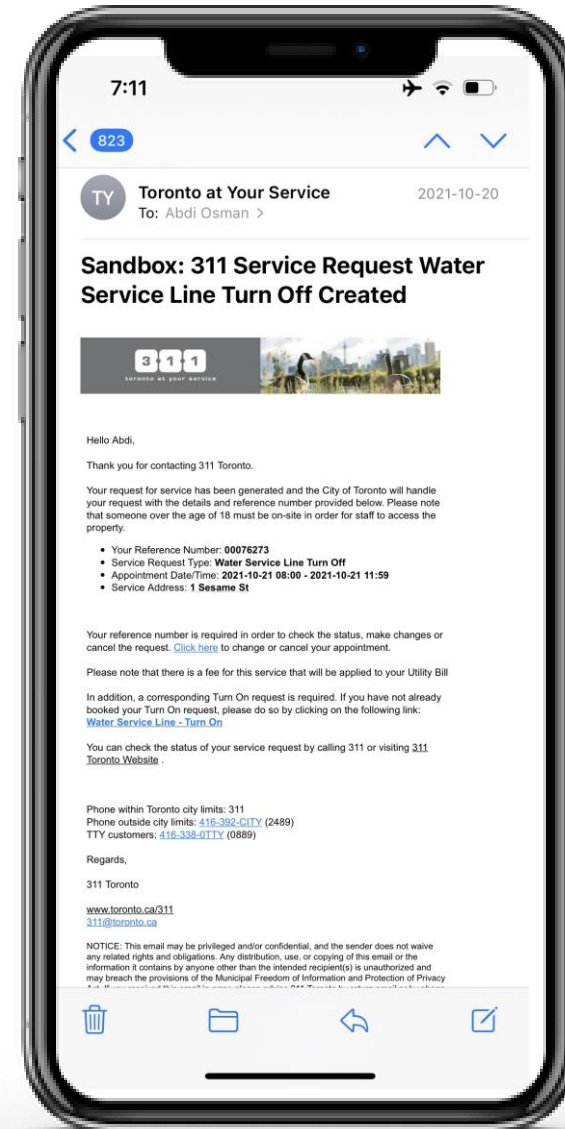 7:11
823
TY
Toronto at Your Service
2021-10-20
To: Abdi Osman >
Sandbox: 311 Service Request Water
Service Line Turn Off Created
3 1 1
toronto at your service
Hello Abdi,
Thank you for contacting 311 Toronto.
Your request for service has been generated and the City of Toronto will handle
your request with the details and reference number provided below. Please note
that someone over the age of 18 must be on-site in order for staff to access the
property.
• Your Reference Number: 00076273
• Service Request Type: Water Service Line Turn Off
• Appointment Date/Time: 2021-10-21 08:00 - 2021-10-21 11:59
• Service Address: 1 Sesame St
Your reference number is required in order to check the status, make changes or
cancel the request. Click here to change or cancel your appointment.
Please note that there is a fee for this service that will be applied to your Utility Bill
In addition, a corresponding Turn On request is required. If you have not already
booked your Turn On request, please do so by clicking on the following link:
Water Service Line - Turn On
You can check the status of your service request by calling 311 or visiting 311
Toronto Website .
Phone within Toronto city limits: 311
Phone outside city limits: 416-392-CITY (2489)
TTY customers: 416-338-0TTY (0889)
Regards,
311 Toronto
www.toronto.ca/311
311@toronto.ca
NOTICE: This email may be privileged and/or confidential, and the sender does not waive
any related rights and obligations. Any distribution, use, or copying of this email or the
information it contains by anyone other than the intended recipient(s) is unauthorized and
may breach the provisions of the Municipal Freedom of Information and Protection of Privacy